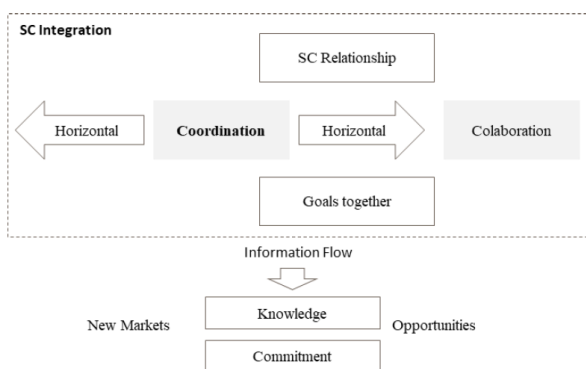 SC Integration
SC Relationship
Horizontal
Coordination
Horizontal
Colaboration
Goals together
Information Flow
New Markets
Knowledge
Opportunities
Commitment